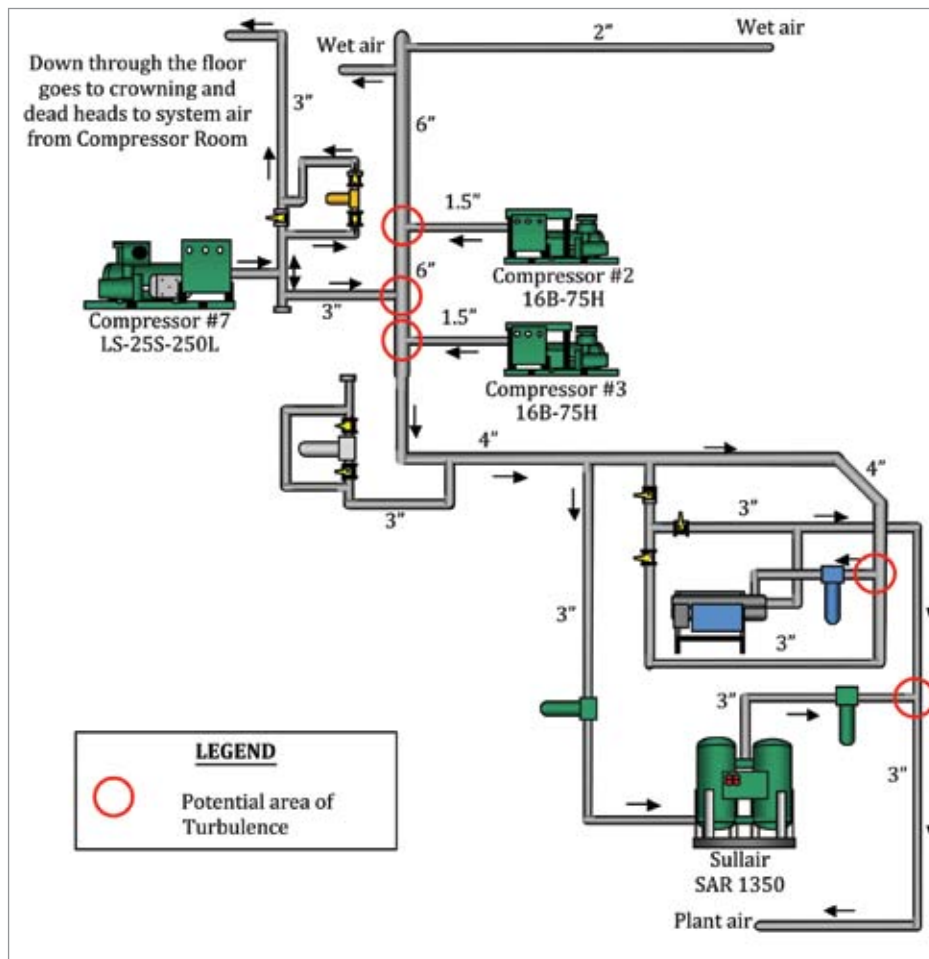 Wet air
2"
Wet air
Down through the floor
goes to crowning and
dead heads to system air
from Compressor Room
3"
6"
1.5"
Compressor #2
16B-75H
6"
3"
Compressor #7
LS-25S-250L
1.5"
Compressor #3
16B-75H
4"
4"
3"
3"
3"
3"
3"
3"
LEGEND
Potential area of
Turbulence
Sullair
SAR 1350
Plant air